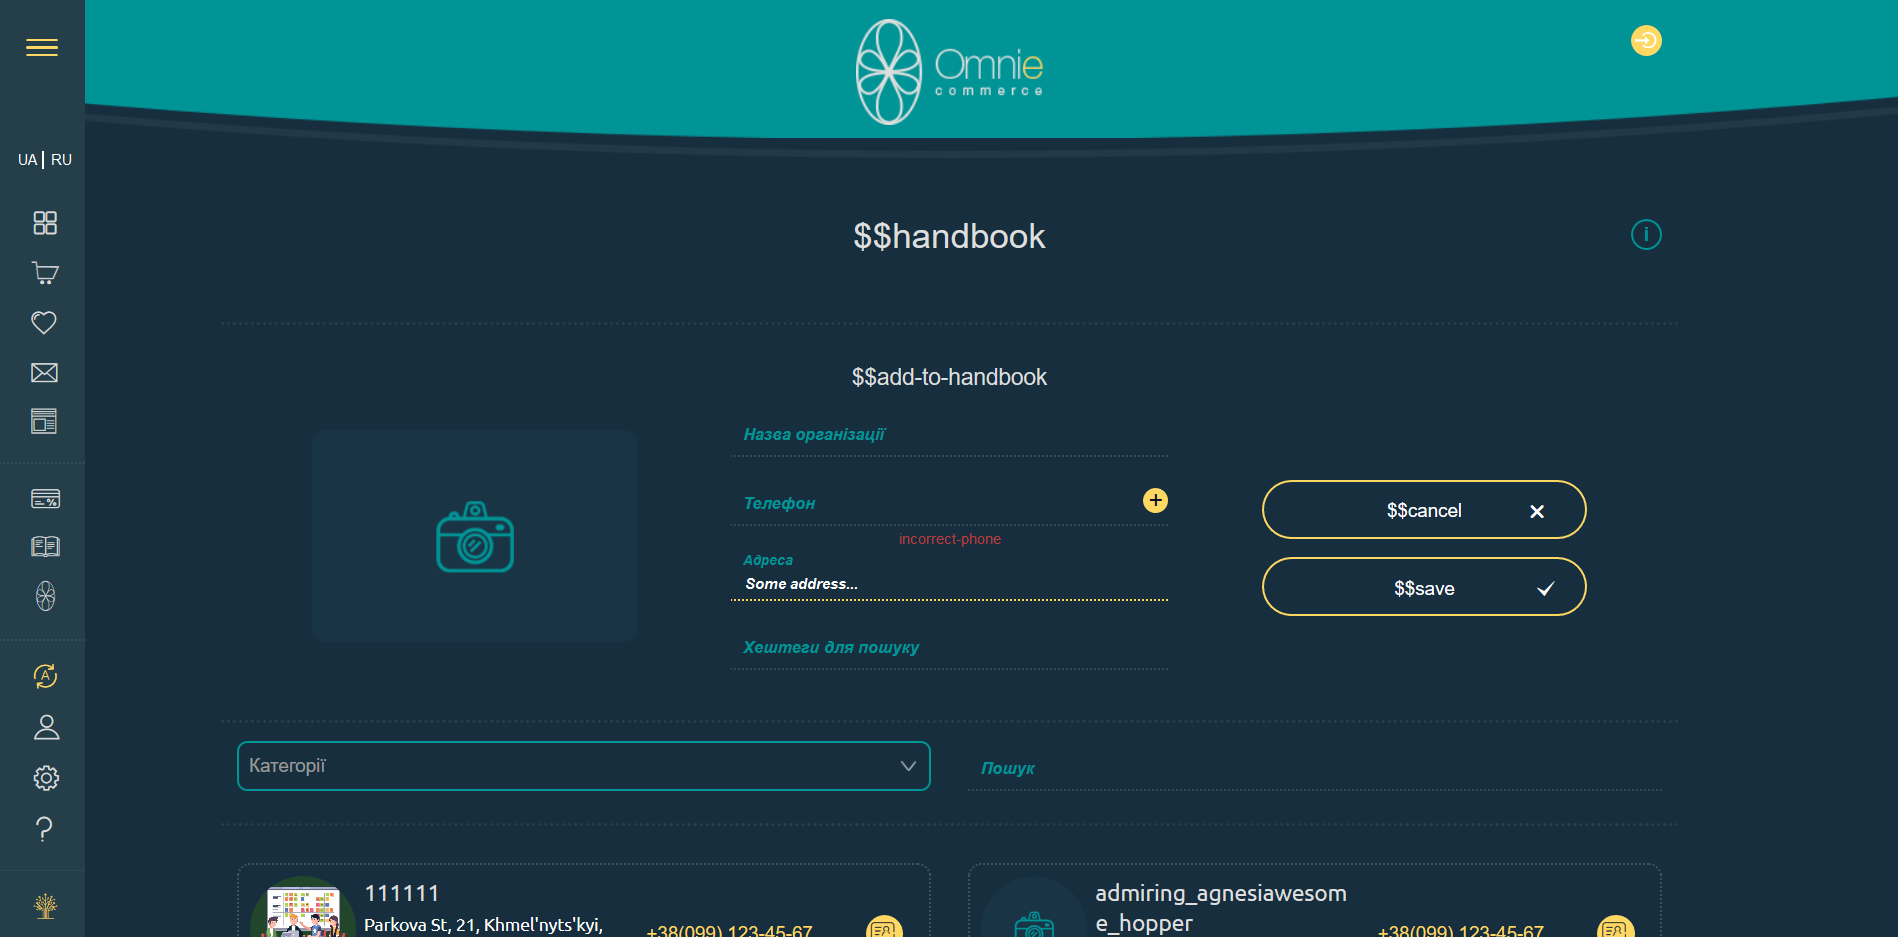 Omnie
commerce
UA | RU
$$handbook
i
$$add-to-handbook
Назва організації
Телефон
incorrect-phone
Адреса
Some address...
Хештеги для пошуку
$$cancel
$$save
Категорії
Пошук
111111
Parkova St, 21, Khmel'nyts'kyi,
+38(099) 123-45-67
admiring_agnesiawesom
e_hopper
+38(099) 123-45-67